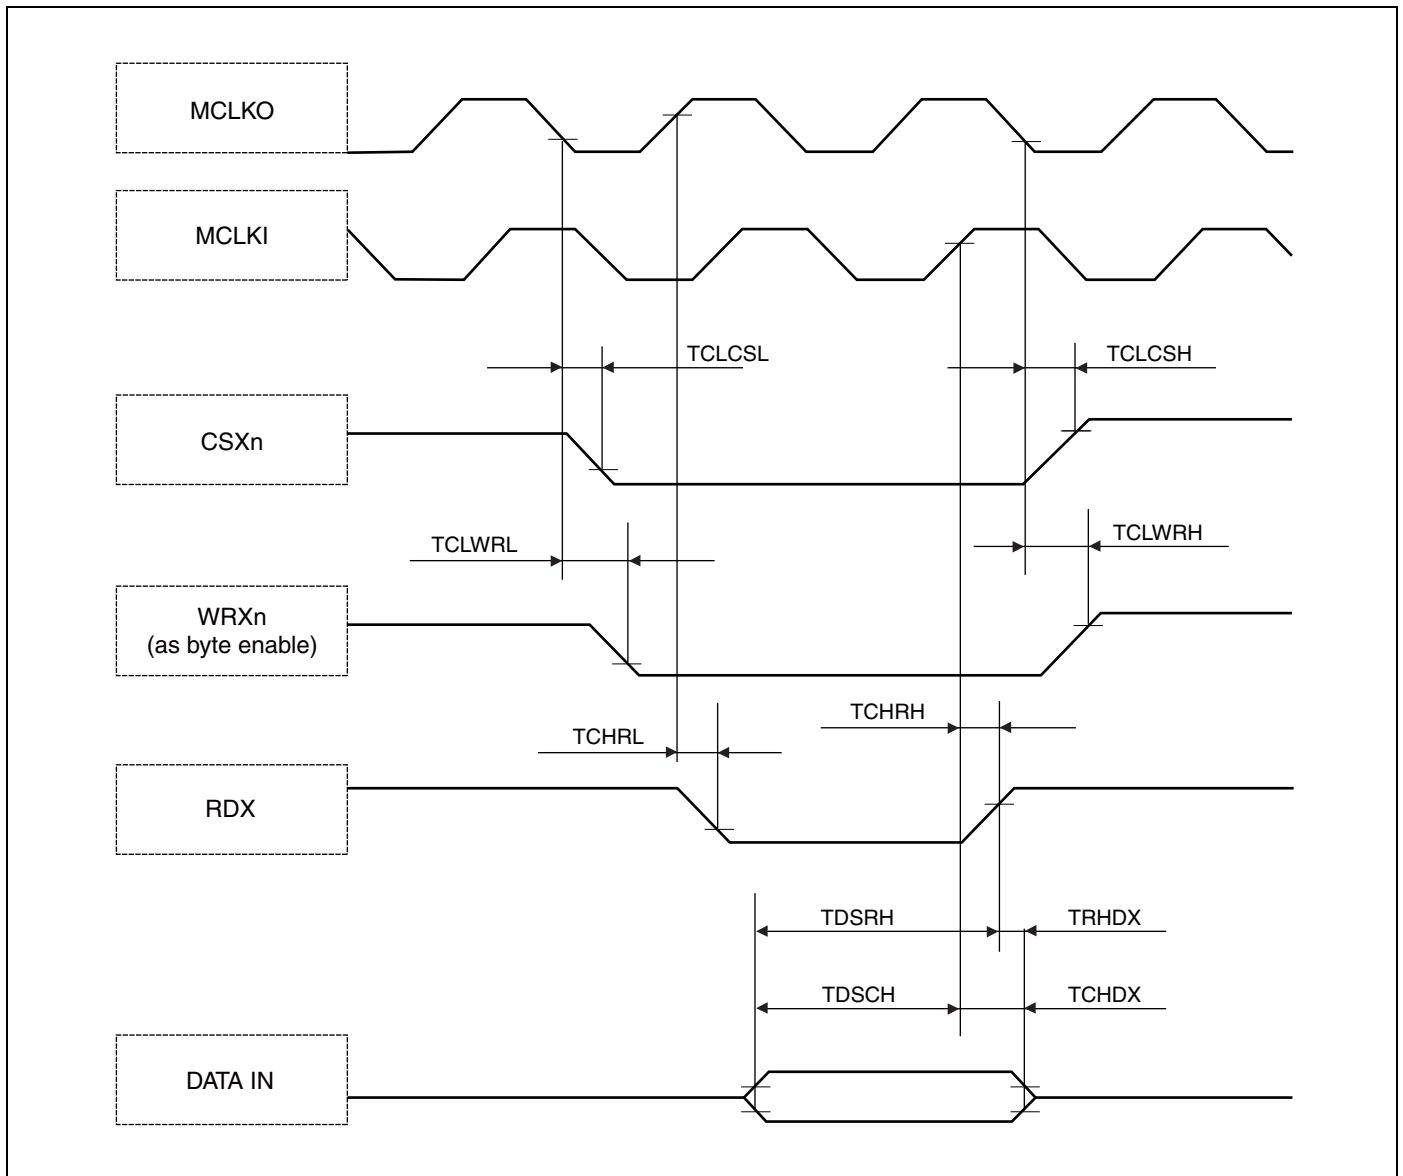 MCLKO
MCLKI
TCLCSL
TCLCSH
CSXn
TCLWRL
TCLWRH
WRXn
(as byte enable)
TCHRH
TCHRL
RDX
TDSRH
TRHDX
TDSCH
TCHDX
DATA IN